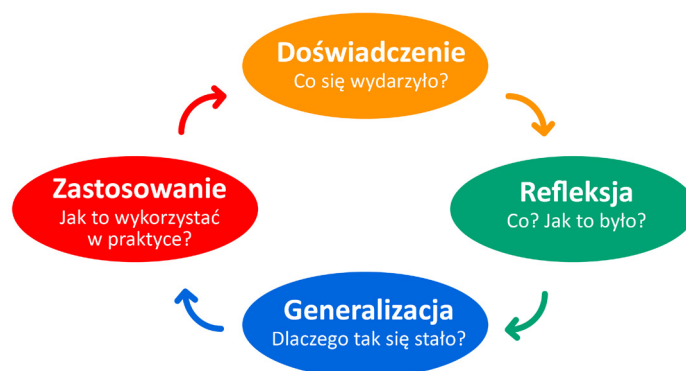 Doświadczenie
Co się wydarzyło?
Refleksja
Co? Jak to było?
Generalizacja
Dlaczego tak się stało?
Zastosowanie
Jak to wykorzystać
w praktyce?